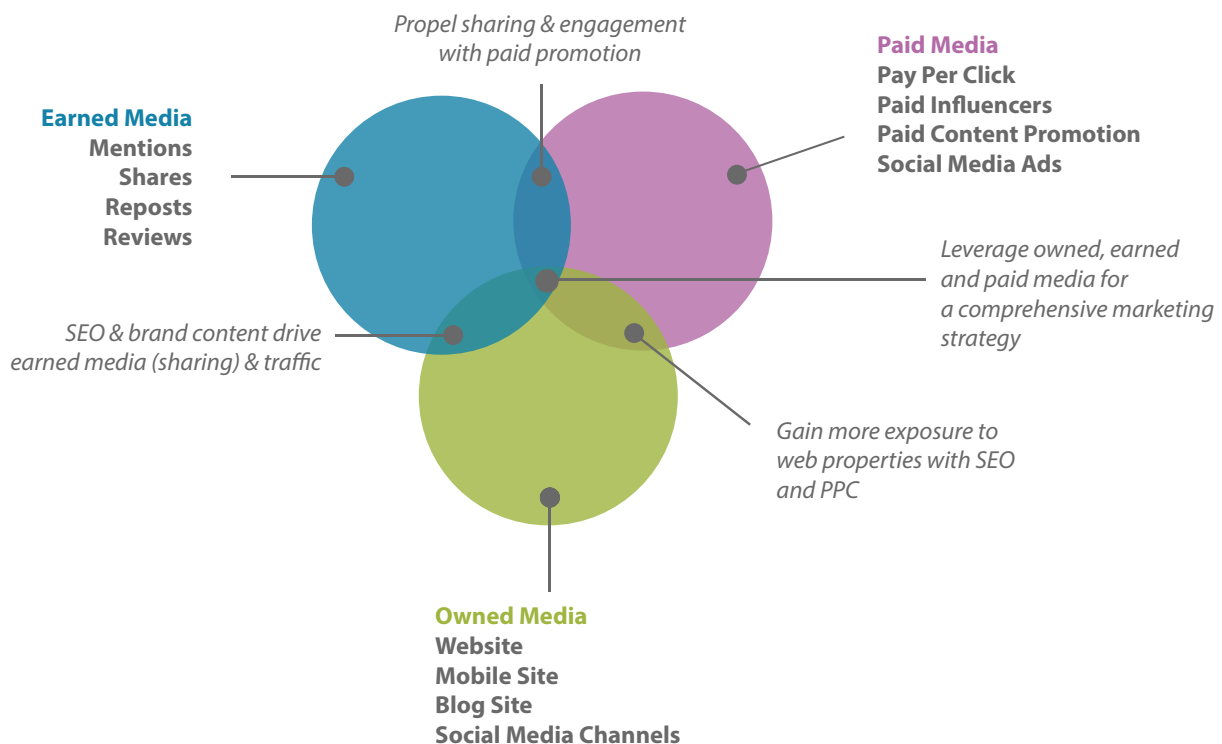 Propel sharing & engagement
with paid promotion
Paid Media
Pay Per Click
Paid Influencers
Paid Content Promotion
Social Media Ads
Earned Media
Mentions
Shares
Reposts
Reviews
Leverage owned, earned
and paid media for
a comprehensive marketing
strategy
SEO & brand content drive
earned media (sharing) & traffic
Gain more exposure to
web properties with SEO
and PPC
Owned Media
Website
Mobile Site
Blog Site
Social Media Channels